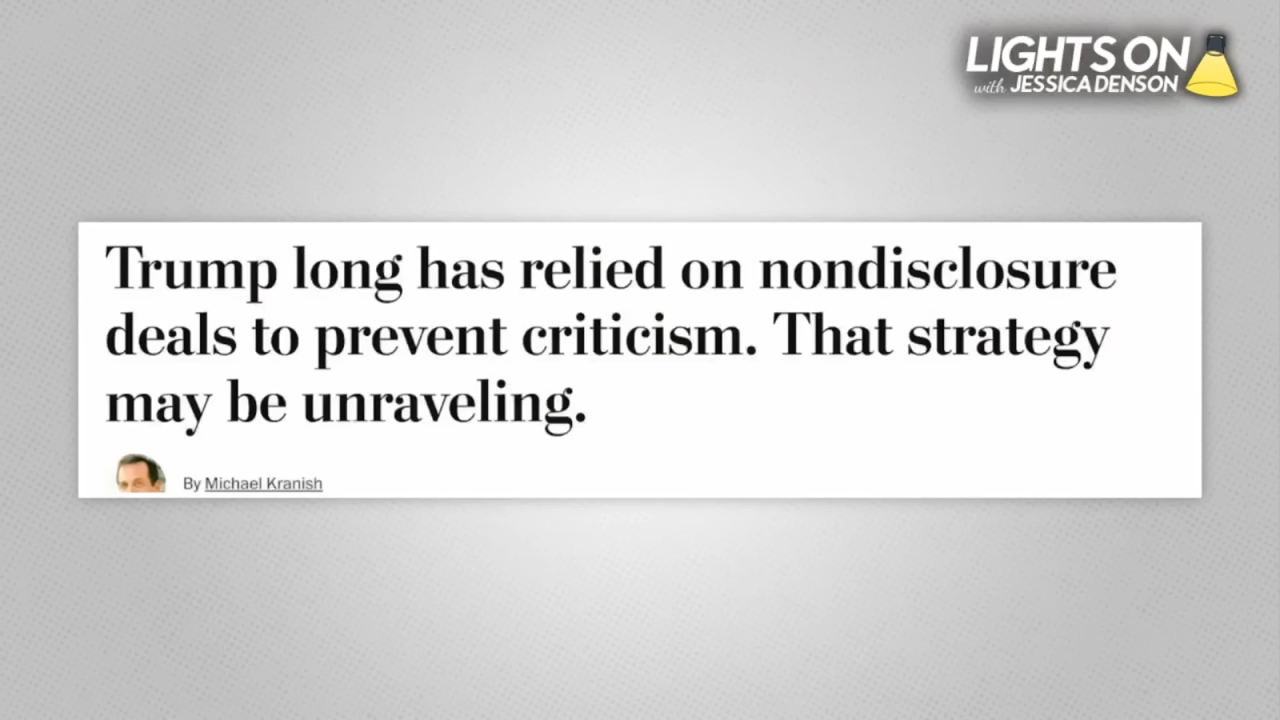 LIGHTS ON
with JESSICA DENSON
Trump long has relied on nondisclosure
deals to prevent criticism. That strategy
may be unraveling.
By Michael Kranish